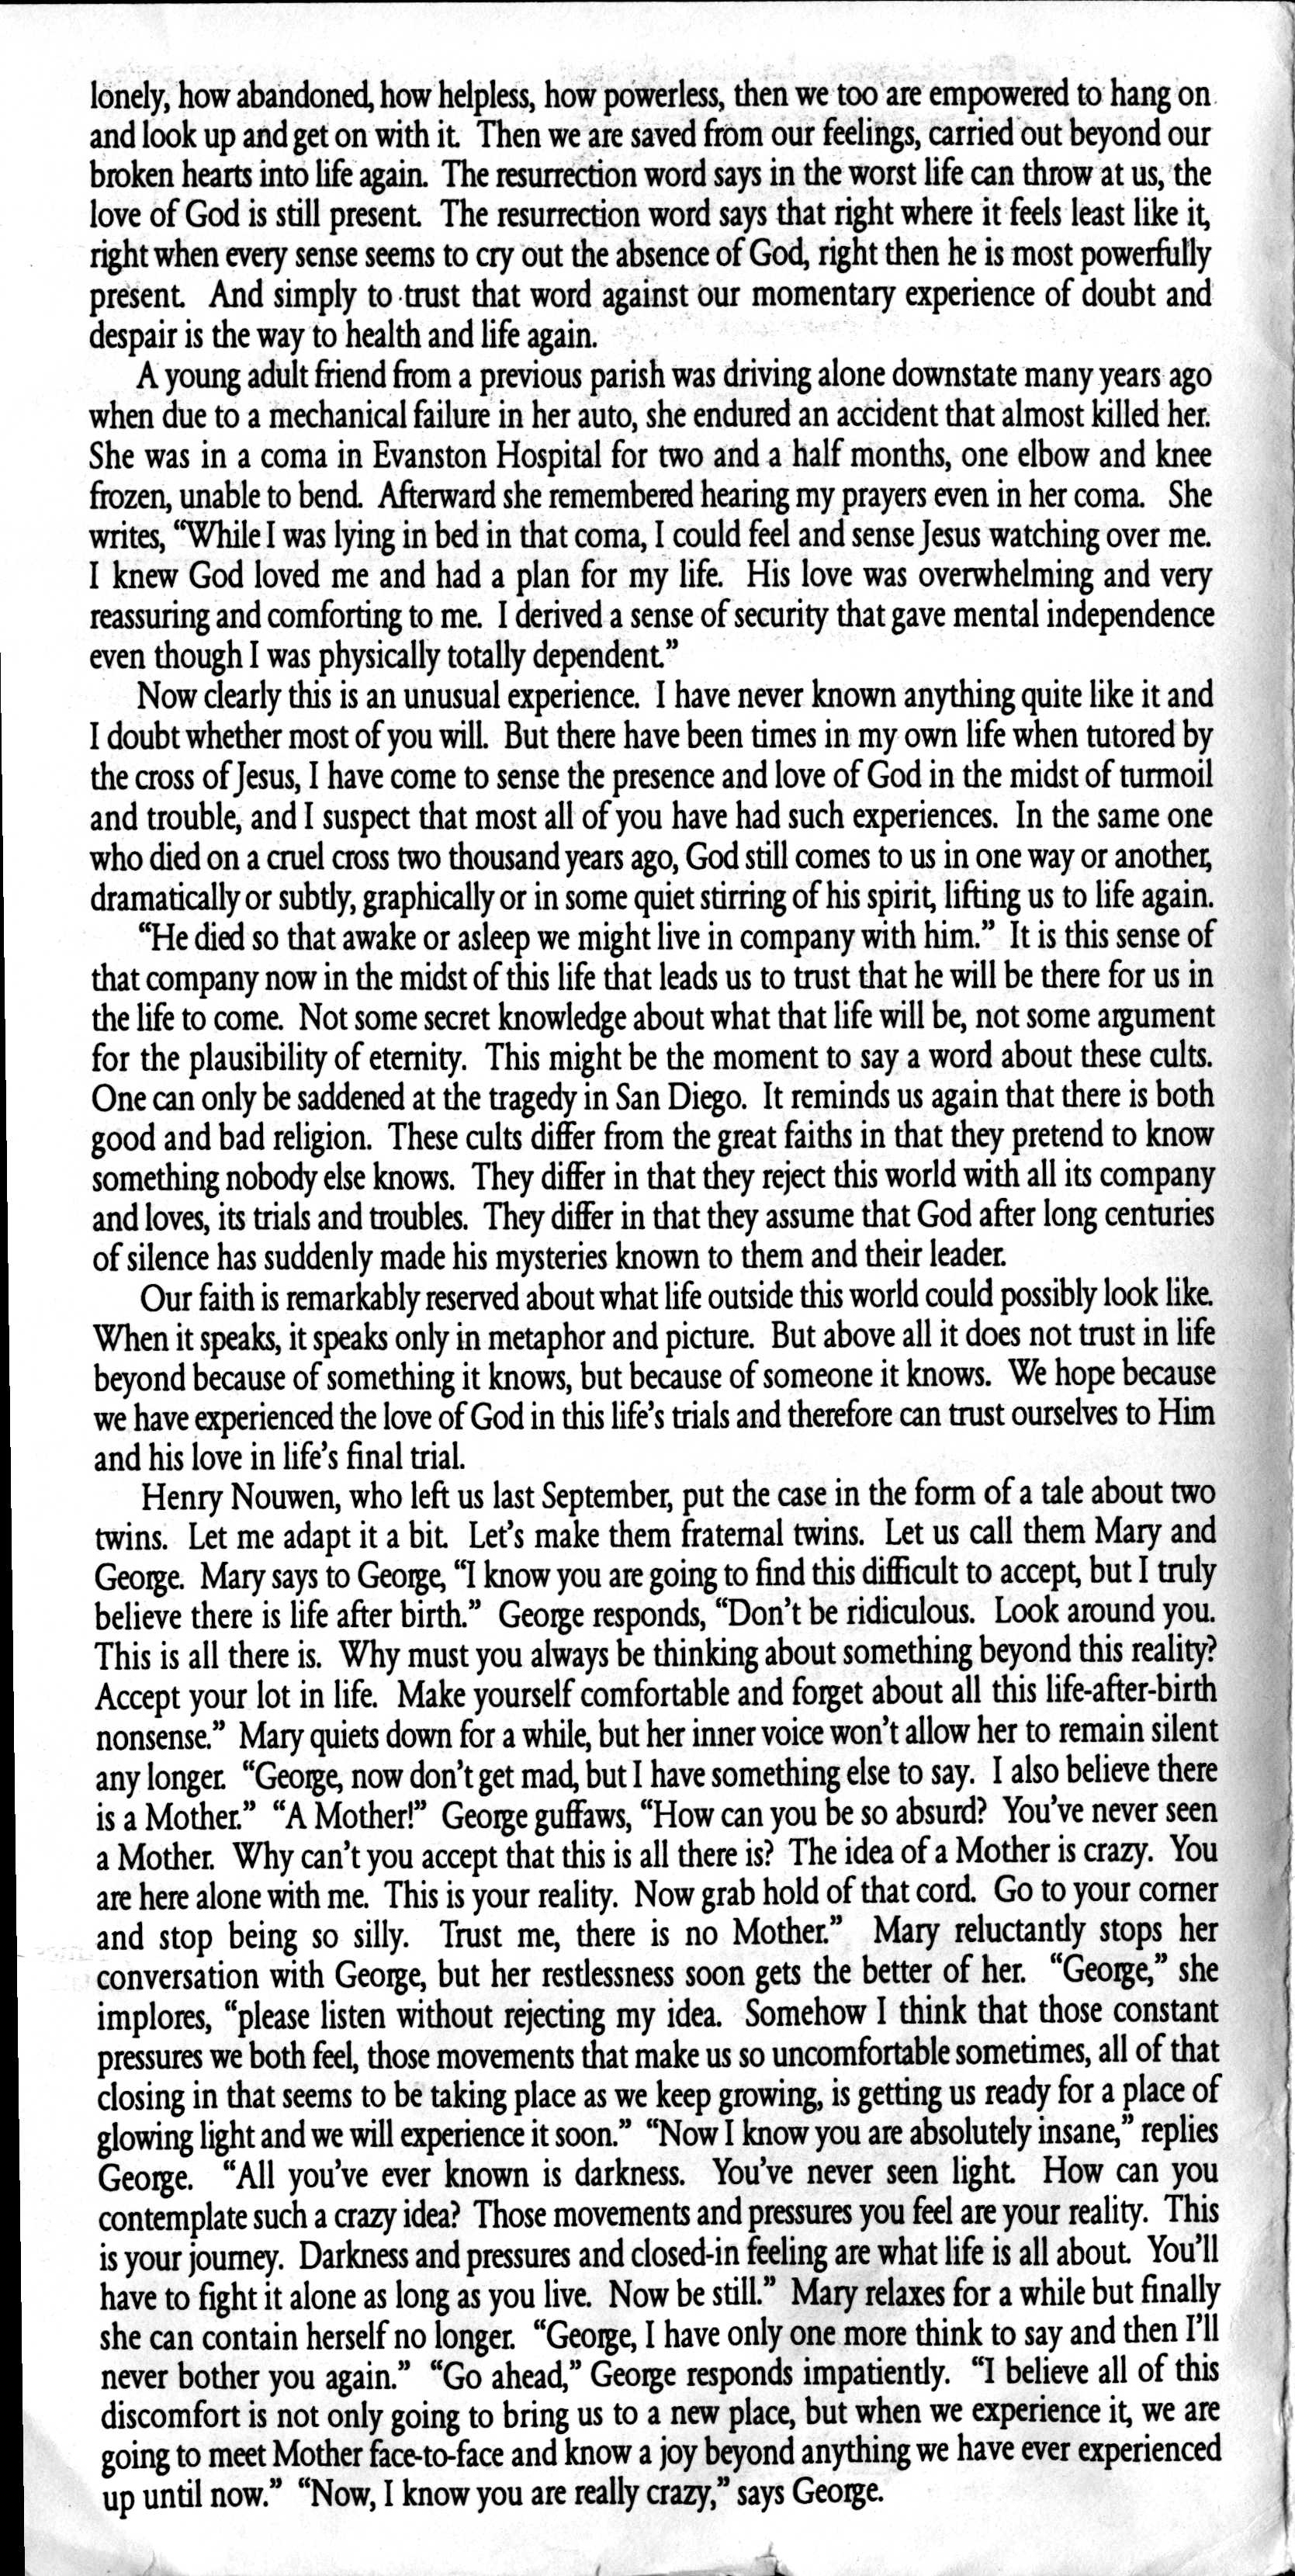 lonely, how abandoned, how helpless, how powerless, then we too are empowered to hang on
and look up and get on with it. Then we are saved from our feelings, carried out beyond our
broken hearts into life again. The resurrection word says in the worst life can throw at us, the
love of God is still present. The resurrection word says that right where it feels least like it,
right when every sense seems to cry out the absence of God, right then he is most powerfully
present. And simply to trust that word against our momentary experience of doubt and
despair is the way to health and life again.
A young adult friend from a previous parish was driving alone downstate many years ago
when due to a mechanical failure in her auto, she endured an accident that almost killed her.
She was in a coma in Evanston Hospital for two and a half months, one elbow and knee
frozen, unable to bend. Afterward she remembered hearing my prayers even in her coma. She
writes, “While I was lying in bed in that coma, I could feel and sense Jesus watching over me.
I knew God loved me and had a plan for my life. His love was overwhelming and very
reassuring and comforting to me. I derived a sense of security that gave mental independence
even though I was physically totally dependent.”
Now clearly this is an unusual experience. I have never known anything quite like it and
I doubt whether most of you will. But there have been times in my own life when tutored by
the cross of Jesus, I have come to sense the presence and love of God in the midst of turmoil
and trouble, and I suspect that most all of you have had such experiences. In the same one
who died on a cruel cross two thousand years ago, God still comes to us in one way or another,
dramatically or subtly, graphically or in some quiet stirring of his spirit, lifting us to life again.
“He died so that awake or asleep we might live in company with him.” It is this sense of
that company now in the midst of this life that leads us to trust that he will be there for us in
the life to come. Not some secret knowledge about what that life will be, not some argument
for the plausibility of eternity. This might be the moment to say a word about these cults.
One can only be saddened at the tragedy in San Diego. It reminds us again that there is both
good and bad religion. These cults differ from the great faiths in that they pretend to know
something nobody else knows. They differ in that they reject this world with all its company
and loves, its trials and troubles. They differ in that they assume that God after long centuries
of silence has suddenly made his mysteries known to them and their leader.
Our faith is remarkably reserved about what life outside this world could possibly look like.
When it speaks, it speaks only in metaphor and picture. But above all it does not trust in life
beyond because of something it knows, but because of someone it knows. We hope because
we have experienced the love of God in this life’s trials and therefore can trust ourselves to Him
and his love in life’s final trial.
Henry Nouwen, who left us last September, put the case in the form of a tale about two
twins. Let me adapt it a bit. Let’s make them fraternal twins. Let us call them Mary and
George. Mary says to George, “I know you are going to find this difficult to accept, but I truly
believe there is life after birth.” George responds, “Don’t be ridiculous. Look around you.
This is all there is. Why must you always be thinking about something beyond this reality?
Accept your lot in life. Make yourself comfortable and forget about all this life-after-birth
nonsense.” Mary quiets down for a while, but her inner voice won’t allow her to remain silent
any longer. “George, now don’t get mad, but I have something else to say. I also believe there
is a Mother.” “A Mother!” George guffaws, “How can you be so absurd? You’ve never seen
a Mother. Why can’t you accept that this is all there is? The idea of a Mother is crazy. You
are here alone with me. This is your reality. Now grab hold of that cord. Go to your corner
and stop being so silly. Trust me, there is no Mother.” Mary reluctantly stops her
conversation with George, but her restlessness soon gets the better of her. “George,” she
implores, “please listen without rejecting my idea. Somehow I think that those constant
pressures we both feel, those movements that make us so uncomfortable sometimes, all of that
closing in that seems to be taking place as we keep growing, is getting us ready for a place of
glowing light and we will experience it soon.” “Now I know you are absolutely insane,” replies
George. “All you’ve ever known is darkness. You’ve never seen light. How can you
contemplate such a crazy idea? Those movements and pressures you feel are your reality. This
is your journey. Darkness and pressures and closed-in feeling are what life is all about. You’ll
have to fight it alone as long as you live. Now be still.” Mary relaxes for a while but finally
she can contain herself no longer. “George, I have only one more think to say and then I’ll
never bother you again.” “Go ahead,” George responds impatiently. “I believe all of this
discomfort is not only going to bring us to a new place, but when we experience it, we are
going to meet Mother face-to-face and know a joy beyond anything we have ever experienced
up until now.” “Now, I know you are really crazy,” says George.